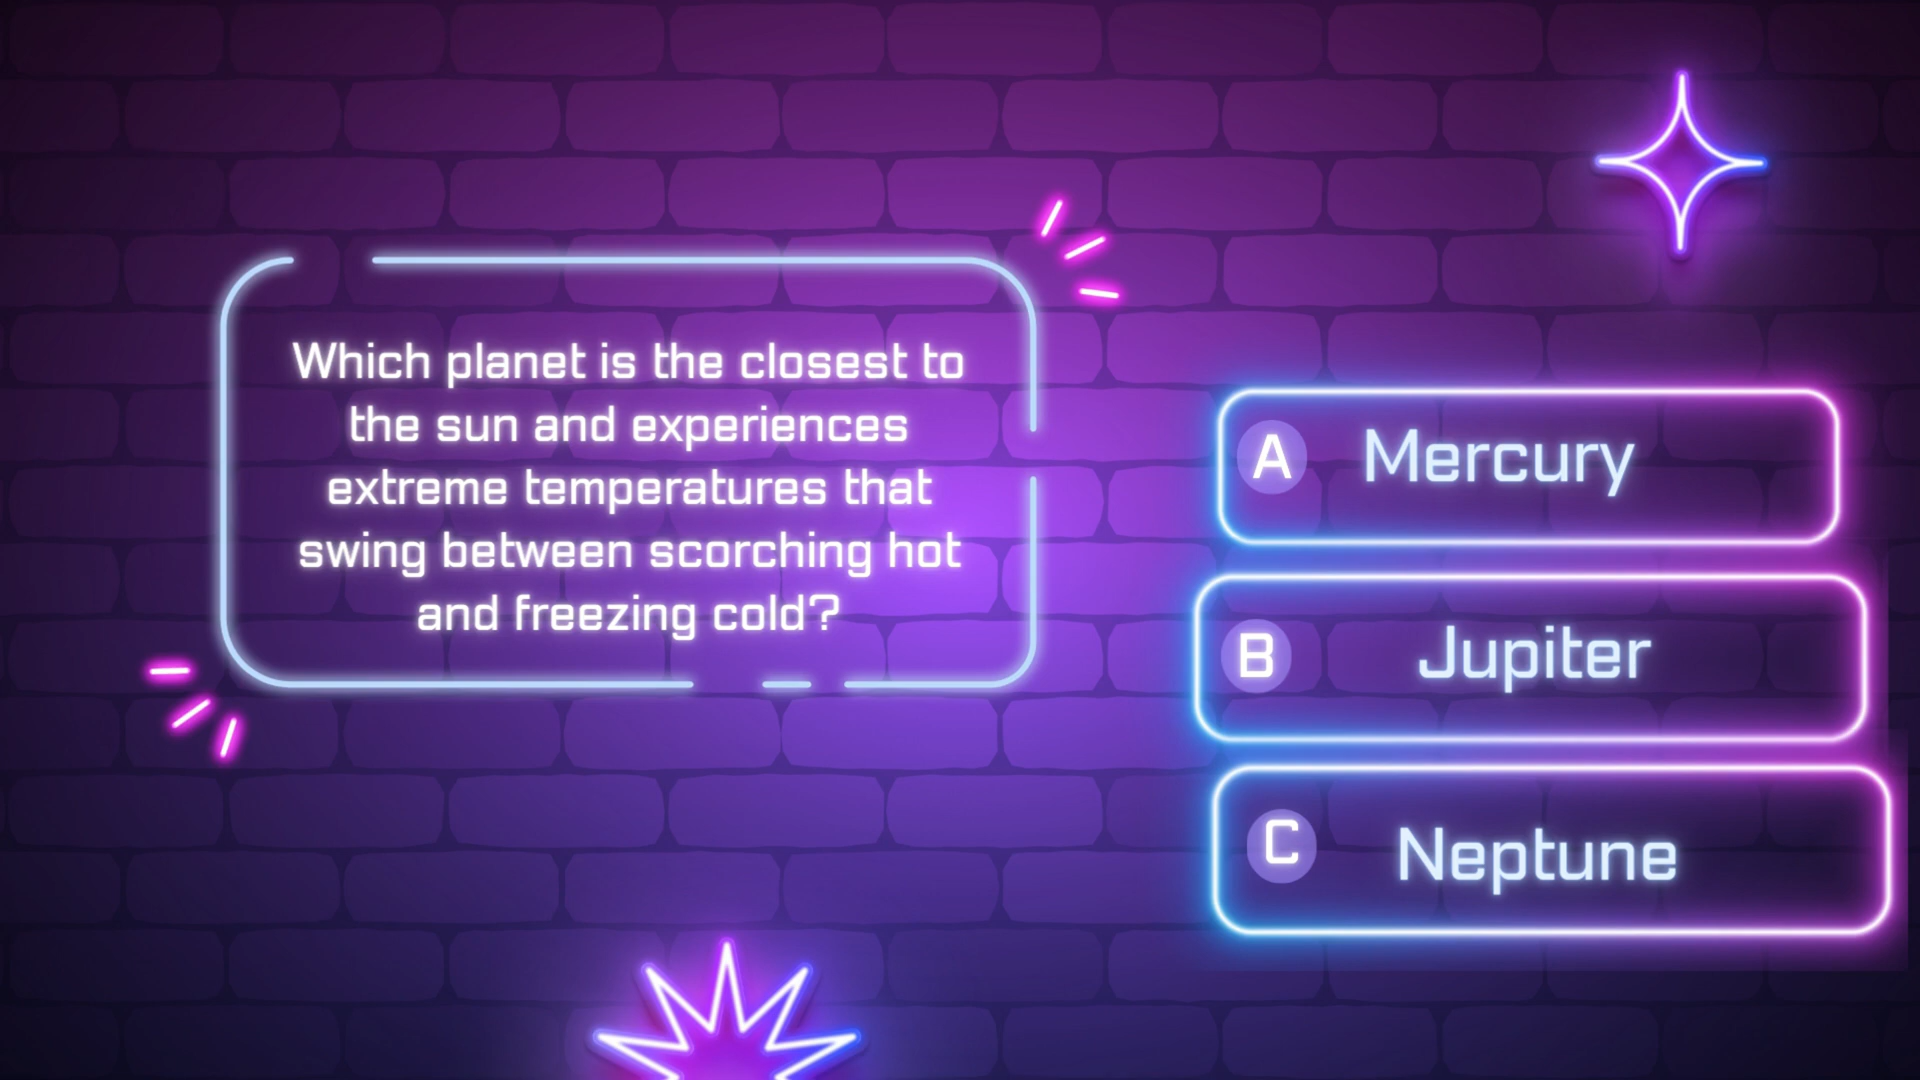 Which planet is the closest to
the sun and experiences
extreme temperatures that
swing between scorching hot
and freezing cold?
A Mercury
B Jupiter
C Neptune